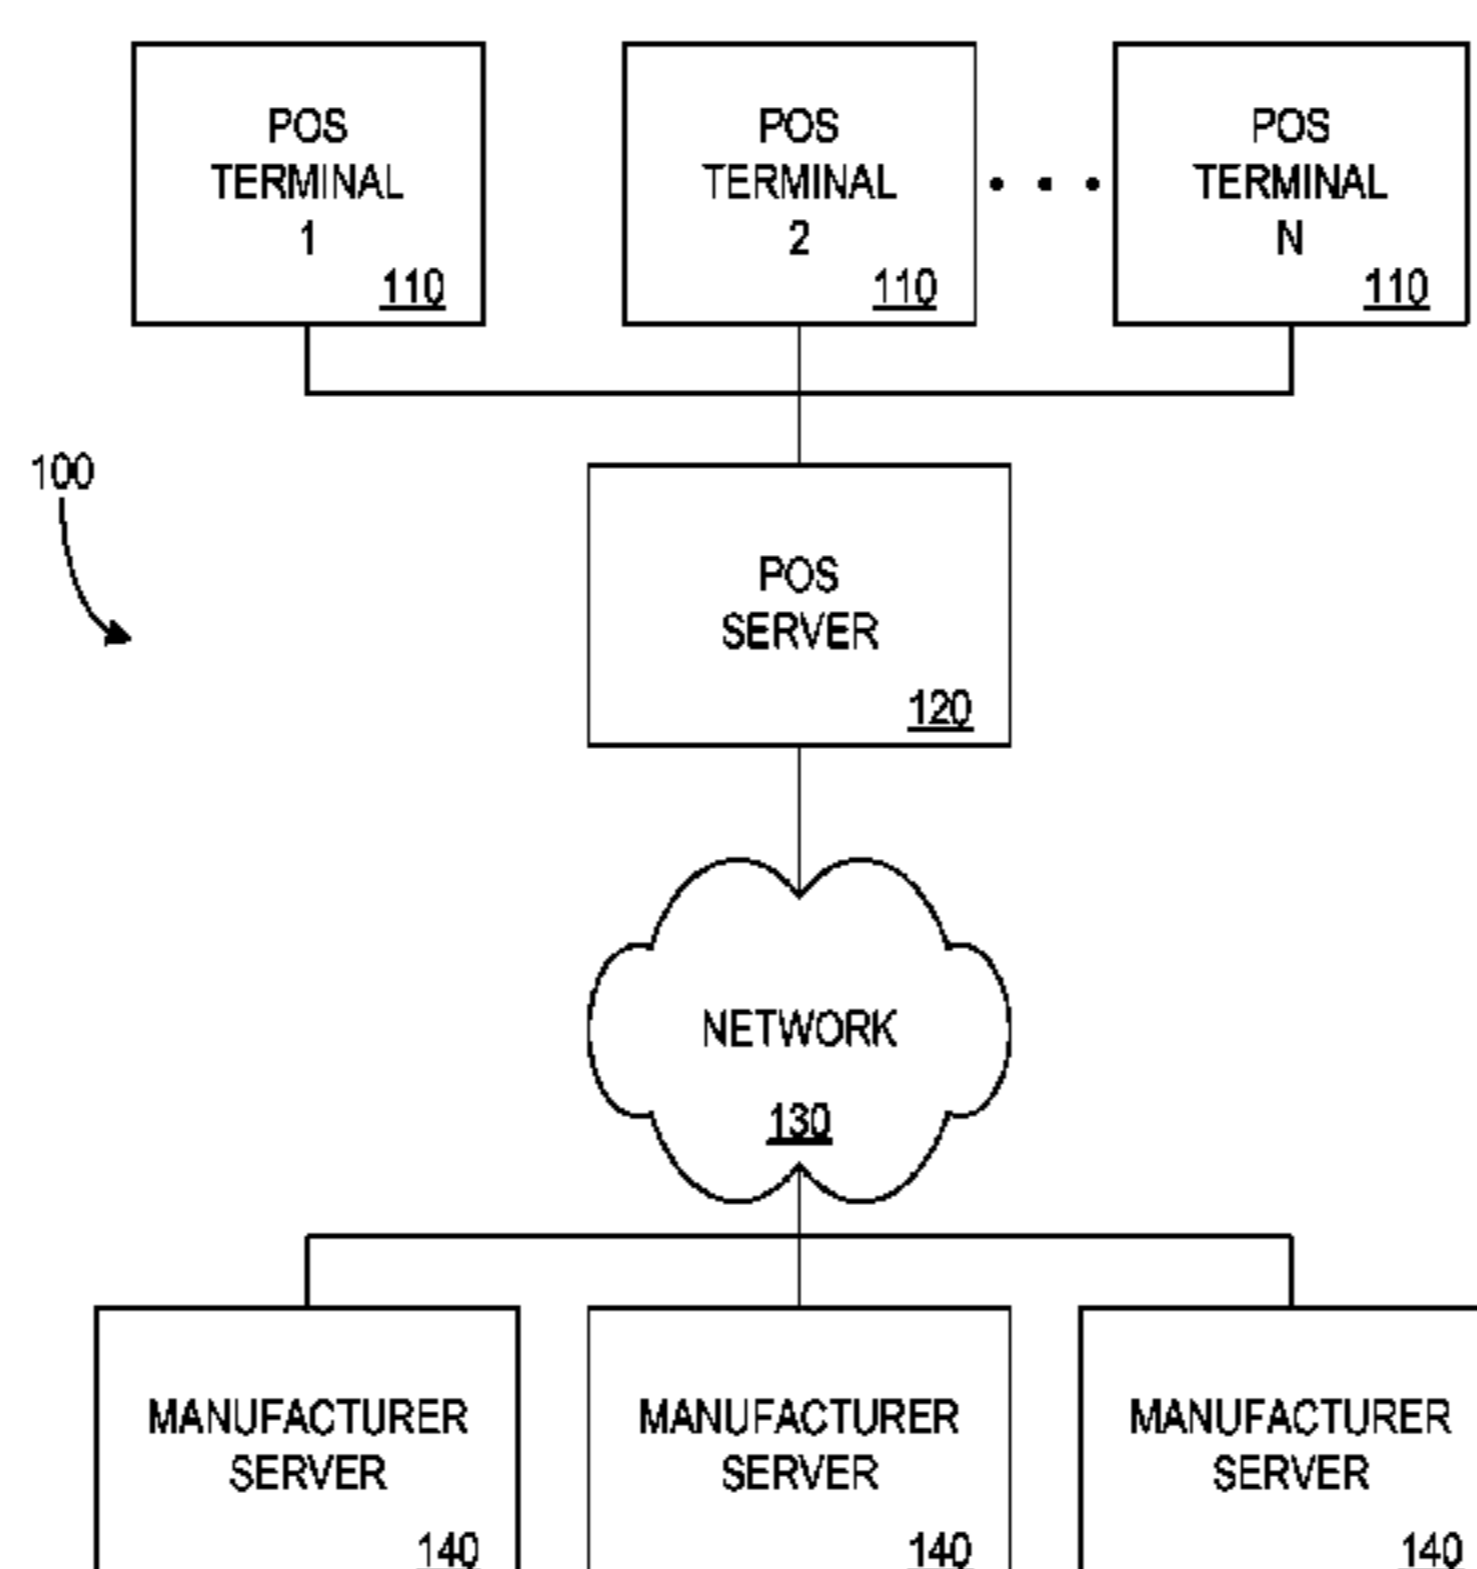 POS
TERMINAL
1
110
POS
TERMINAL
2
110
POS
TERMINAL
N
110
100
POS
SERVER
120
NETWORK
130
MANUFACTURER
SERVER
140
MANUFACTURER
SERVER
140
MANUFACTURER
SERVER
140